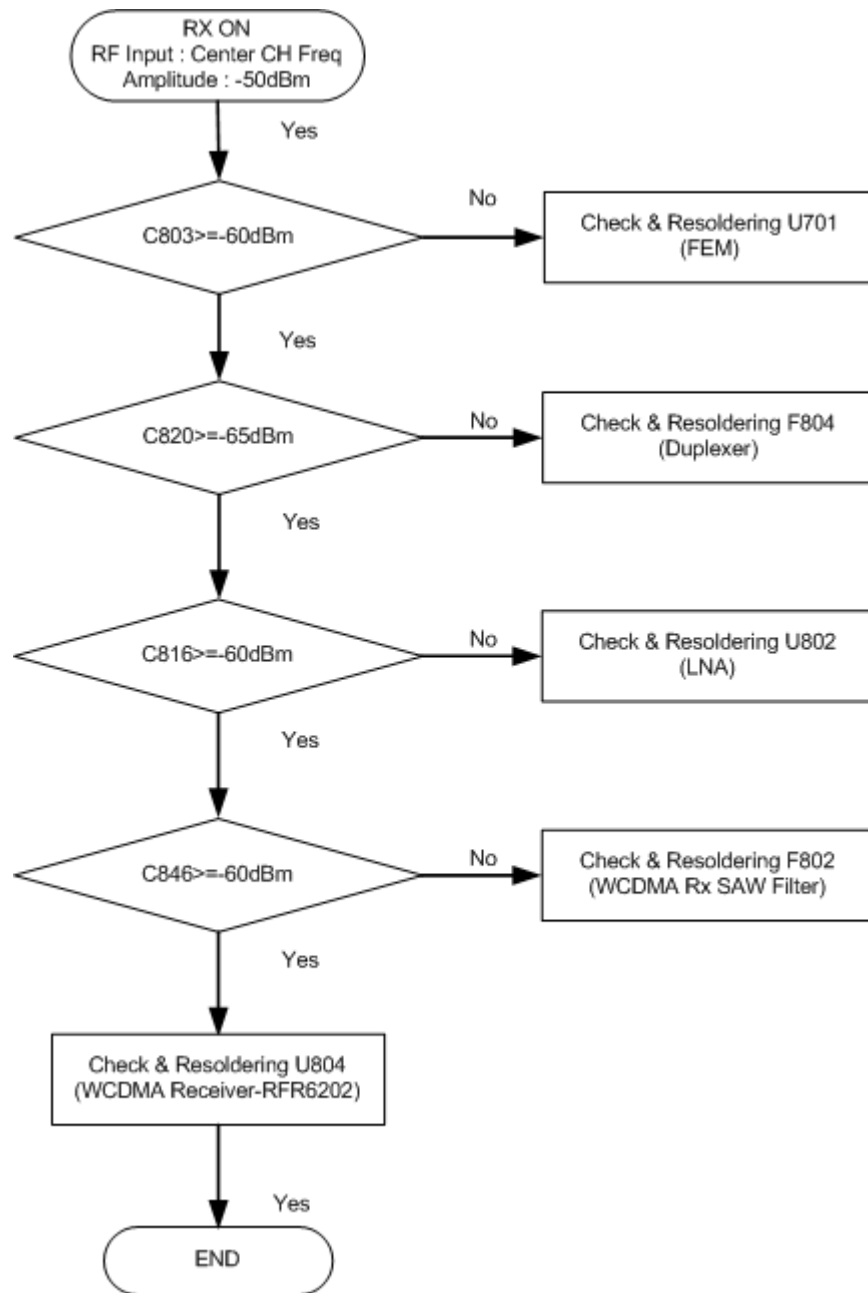 RX ON
RF Input : Center CH Freq
Amplitude : -50dBm
Yes
C803>=-60dBm
No
Check & Resoldering U701
(FEM)
Yes
C820>=-65dBm
No
Check & Resoldering F804
(Duplexer)
Yes
C816>=-60dBm
No
Check & Resoldering U802
(LNA)
Yes
C846>=-60dBm
No
Check & Resoldering F802
(WCDMA Rx SAW Filter)
Yes
Check & Resoldering U804
(WCDMA Receiver-RFR6202)
Yes
END